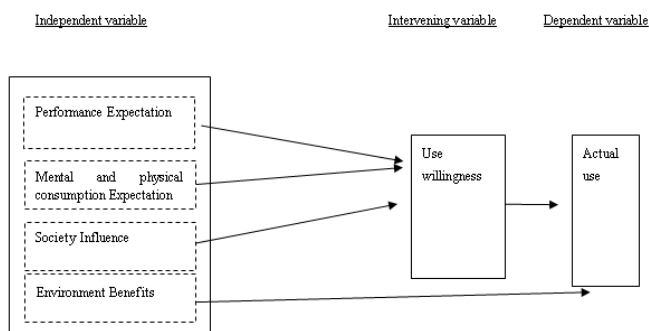 Independent variable
Intervening variable
Dependent variable
Performance Expectation
Mental and physical
consumption Expectation
Society Influence
Environment Benefits
Use
willingness
Actual
use